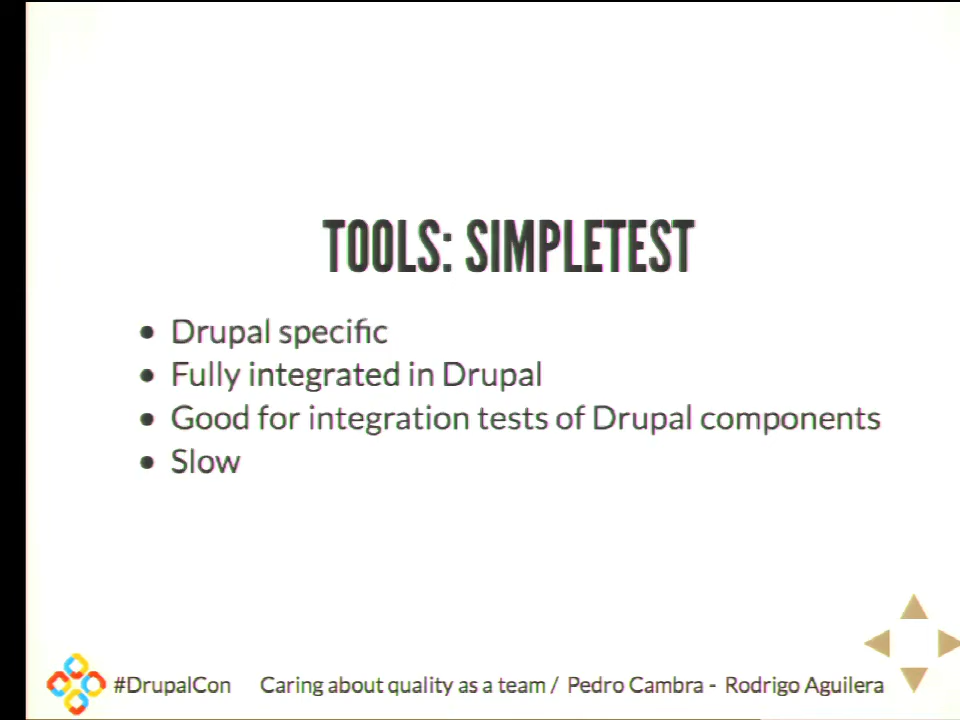 TOOLS: SIMPLETEST
• Drupal specific
• Fully integrated in Drupal
• Good for integration tests of Drupal components
• Slow
#DrupalCon Caring about quality as a team / Pedro Cambra - Rodrigo Aguilera